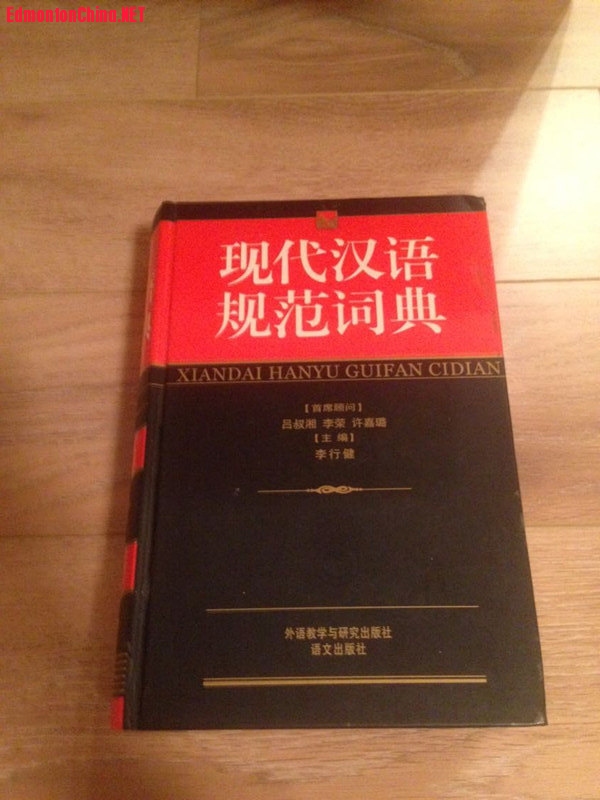 EdmontonChina.NET
现代汉语
规范词典
XIANDAI HANYU GUIFAN CIDIAN
【首席顾问】
吕叔湘 李荣 许嘉璐
【主 编】
李行健
外语教学与研究出版社
语文出版社